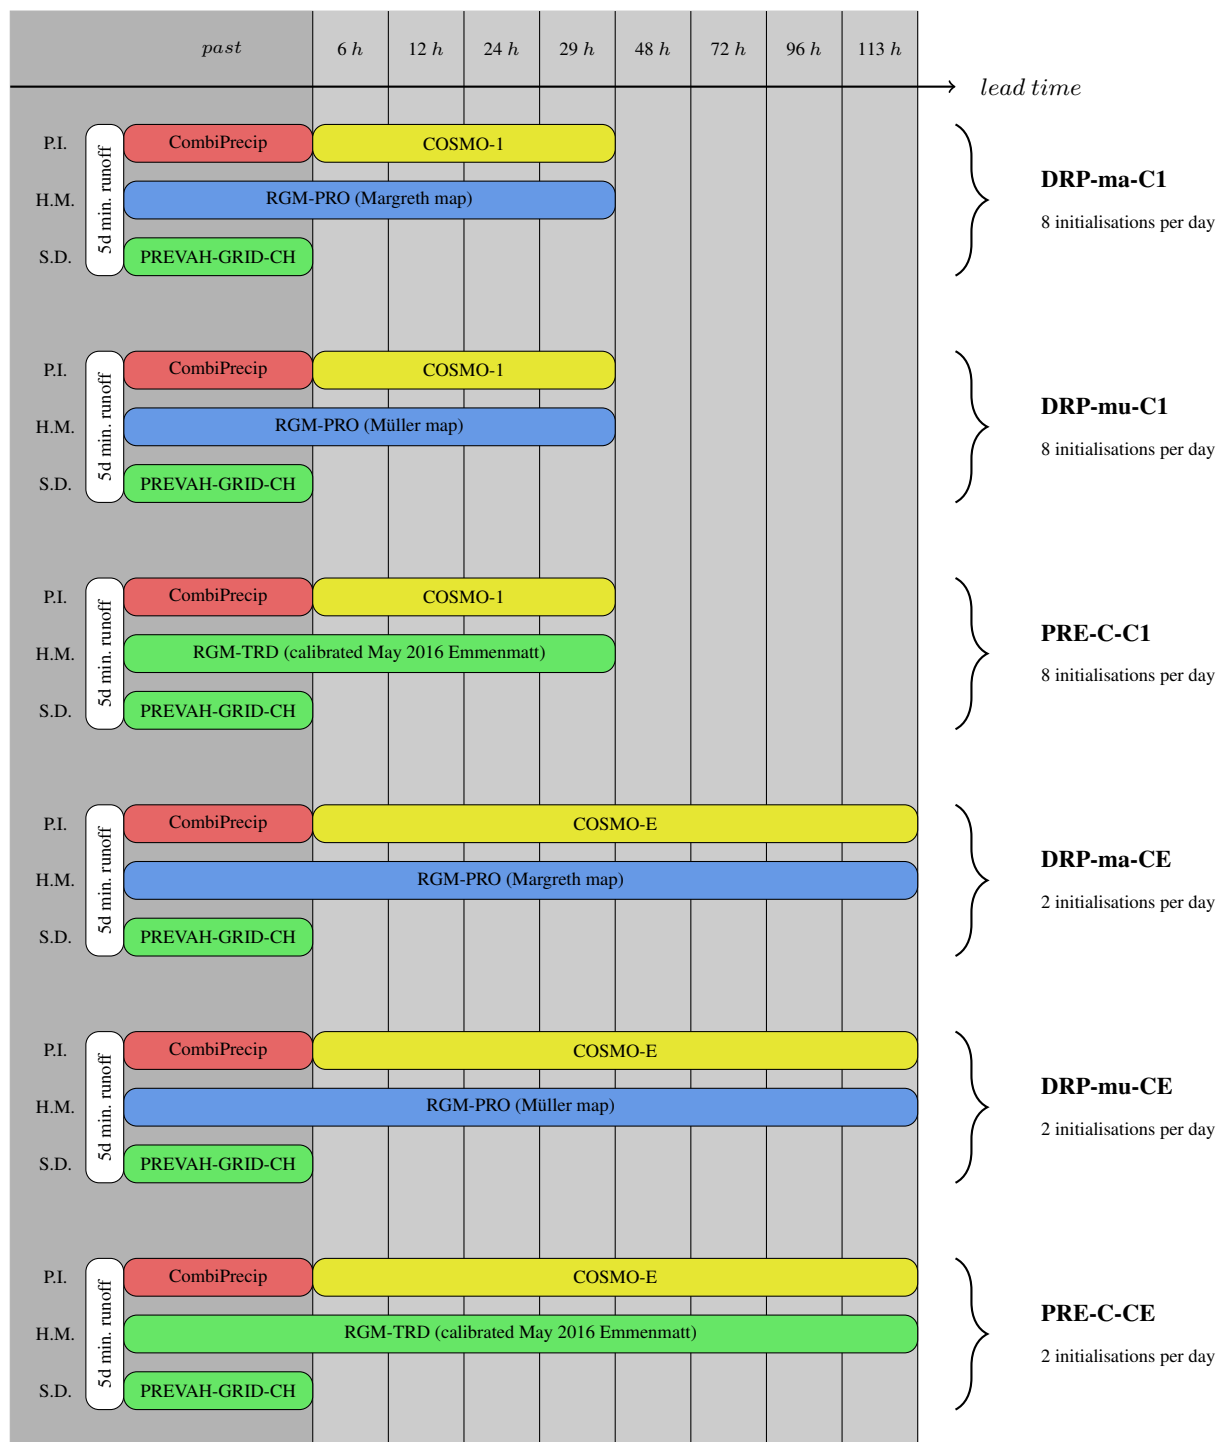 past 6 h 12 h 24 h 29 h 48 h 72 h 96 h 113 h
lead time
5d min. runoff
P.I. CombiPrecip COSMO-1
H.M. RGM-PRO (Margreth map)
S.D. PREVAH-GRID-CH
DRP-ma-C1
8 initialisations per day
5d min. runoff
P.I. CombiPrecip COSMO-1
H.M. RGM-PRO (Müller map)
S.D. PREVAH-GRID-CH
DRP-mu-C1
8 initialisations per day
5d min. runoff
P.I. CombiPrecip COSMO-1
H.M. RGM-TRD (calibrated May 2016 Emmenmatt)
S.D. PREVAH-GRID-CH
PRE-C-C1
8 initialisations per day
5d min. runoff
P.I. CombiPrecip COSMO-E
H.M. RGM-PRO (Margreth map)
S.D. PREVAH-GRID-CH
DRP-ma-CE
2 initialisations per day
5d min. runoff
P.I. CombiPrecip COSMO-E
H.M. RGM-PRO (Müller map)
S.D. PREVAH-GRID-CH
DRP-mu-CE
2 initialisations per day
5d min. runoff
P.I. CombiPrecip COSMO-E
H.M. RGM-TRD (calibrated May 2016 Emmenmatt)
S.D. PREVAH-GRID-CH
PRE-C-CE
2 initialisations per day